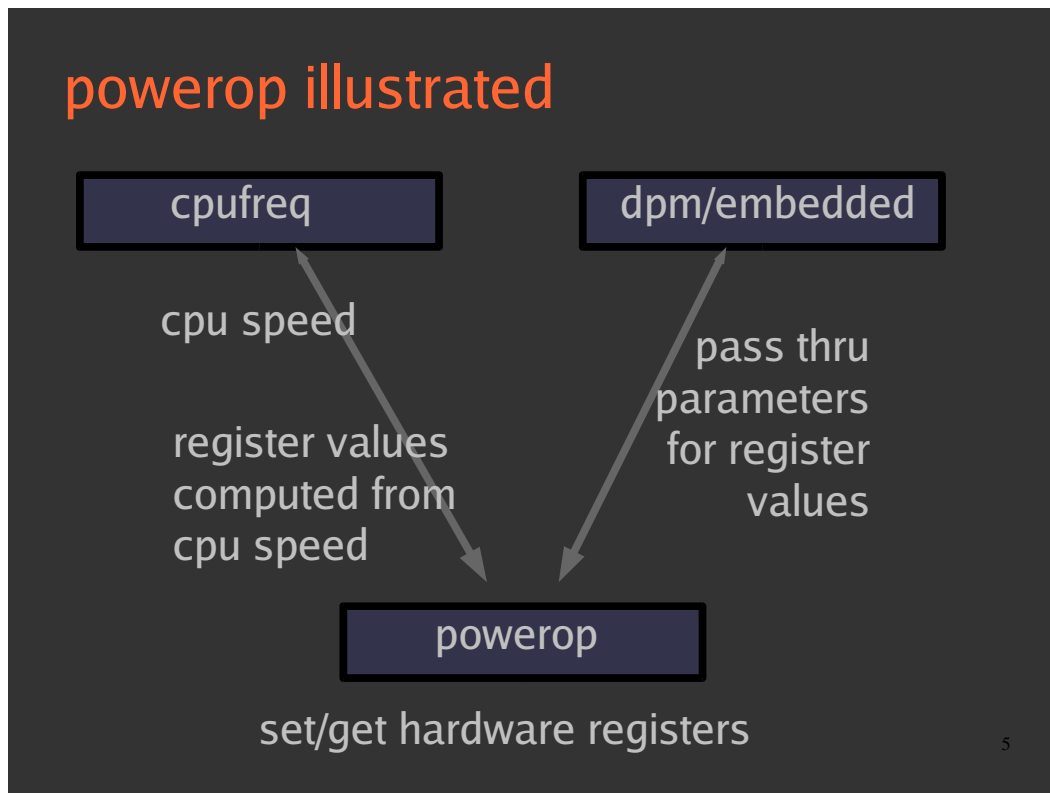 powerop illustrated
cpufreq
dpm/embedded
cpu speed
pass thru
parameters
for register
values
register values
computed from
cpu speed
powerop
set/get hardware registers
5